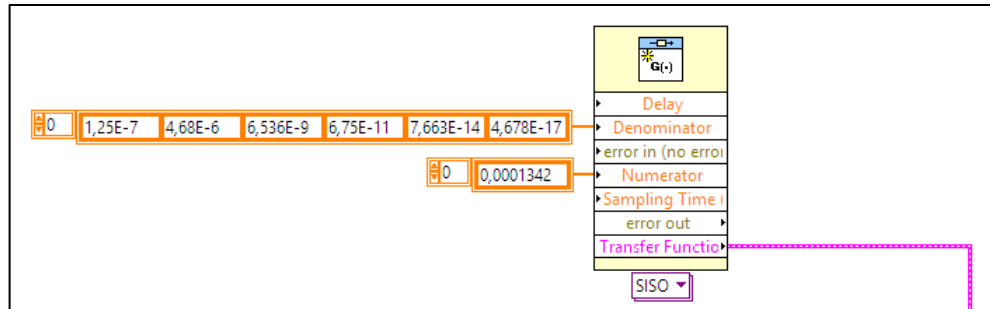 G(·)
Delay
0 1,25E-7 4,68E-6 6,536E-9 6,75E-11 7,663E-14 4,678E-17 Denominator
error in (no erro
0 0,0001342 Numerator
Sampling Time
error out
Transfer Functio
SISO